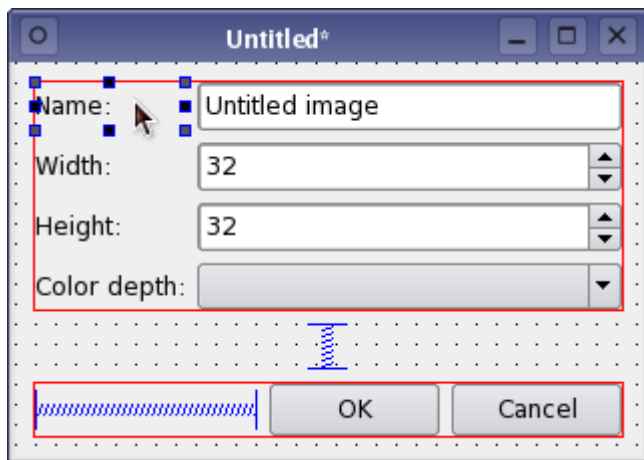 Untitled*
Name: Untitled image
Width: 32
Height: 32
Color depth:
OK Cancel